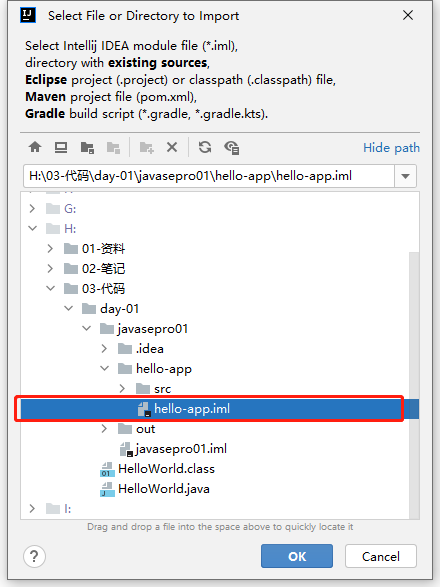 IJ
Select File or Directory to Import
Select Intellij IDEA module file (*.iml),
directory with existing sources,
Eclipse project (.project) or classpath (.classpath) file,
Maven project file (pom.xml),
Gradle build script (*.gradle, *.gradle.kts).
Hide path
H:\03-代码\day-01\javasepro01\hello-app\hello-app.iml
G:
H:
01-资料
02-笔记
03-代码
day-01
javasepro01
.idea
hello-app
src
hello-app.iml
out
javasepro01.iml
HelloWorld.class
HelloWorld.java
I:
Drag and drop a file into the space above to quickly locate it
?
OK
Cancel